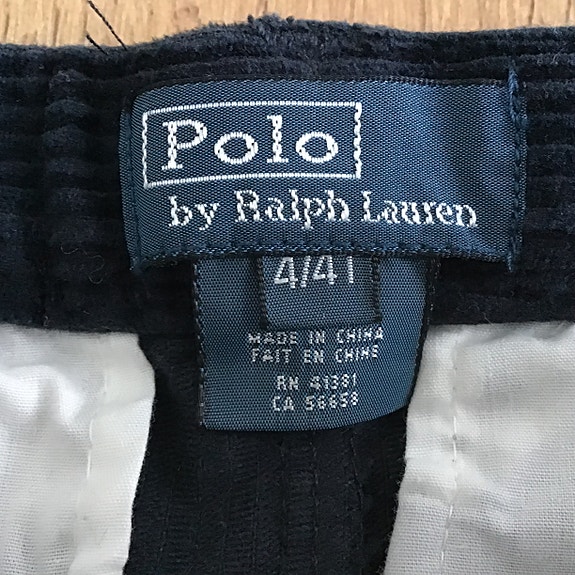 Polo
by Ralph Lauren
4/4T
MADE IN CHINA
FAIT EN CHINE
RN 41381
CA 56658